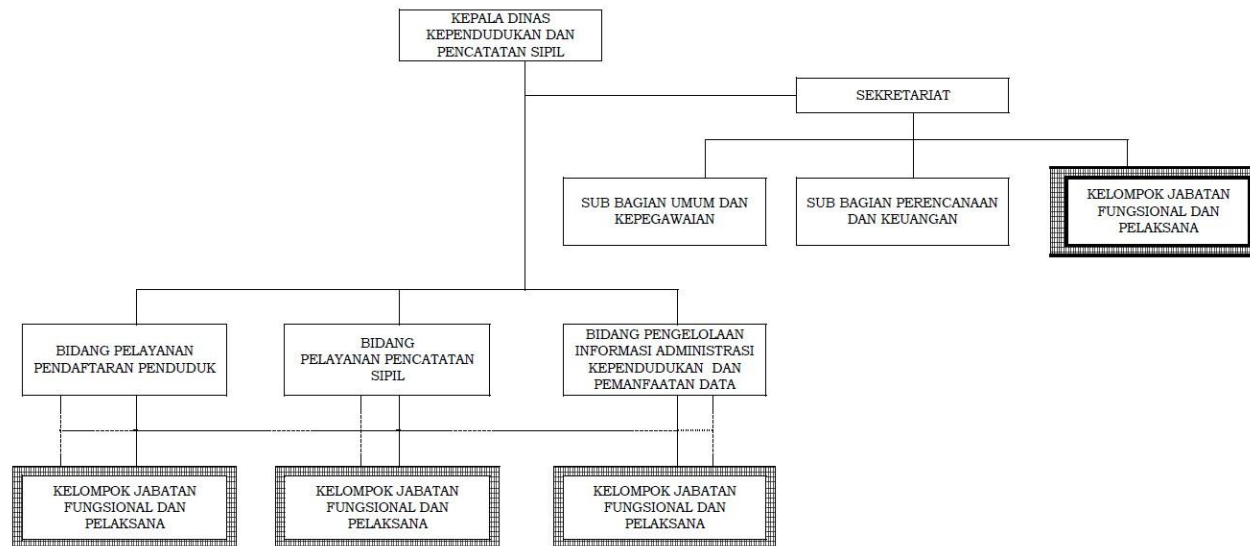 KEPALA DINAS
KEPENDUDUKAN DAN
PENCATATAN SIPIL
SEKRETARIAT
SUB BAGIAN UMUM DAN
KEPEGAWAIAN
SUB BAGIAN PERENCANAAN
DAN KEUANGAN
KELOMPOK JABATAN
FUNGSIONAL DAN
PELAKSANA
BIDANG PELAYANAN
PENDAFTARAN PENDUDUK
BIDANG
PELAYANAN PENCATATAN
SIPIL
BIDANG PENGELOLAAN
INFORMASI ADMINISTRASI
KEPENDUDUKAN DAN
PEMANFAATAN DATA
KELOMPOK JABATAN
FUNGSIONAL DAN
PELAKSANA
KELOMPOK JABATAN
FUNGSIONAL DAN
PELAKSANA
KELOMPOK JABATAN
FUNGSIONAL DAN
PELAKSANA